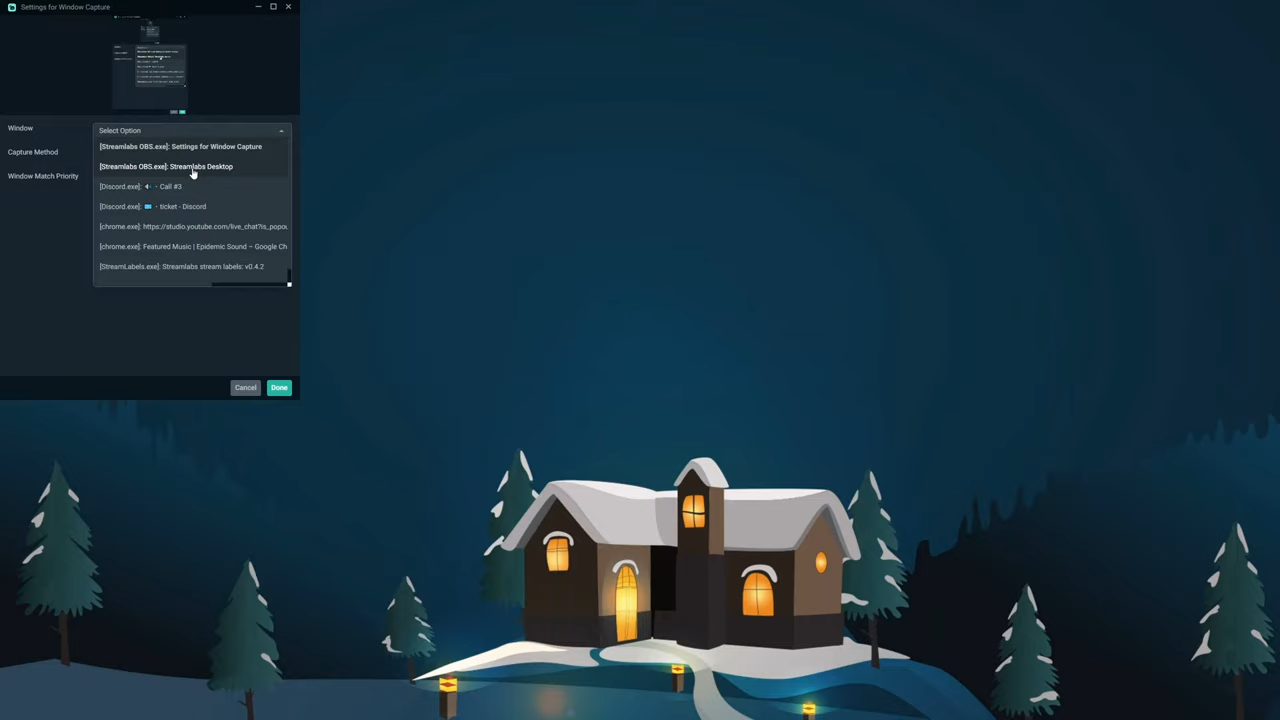 Settings for Window Capture
Window
Select Option
[Streamlabs OBS.exe]: Settings for Window Capture
Capture Method
[Streamlabs OBS.exe]: Streamlabs Desktop
Window Match Priority
[Discord.exe]: 🔊 - Call #3
[Discord.exe]: - ticket - Discord
[chrome.exe]: https://studio.youtube.com/live_chat?is_popou
[chrome.exe]: Featured Music | Epidemic Sound – Google Ch
[StreamLabels.exe]: Streamlabs stream labels: v0.4.2
Cancel
Done